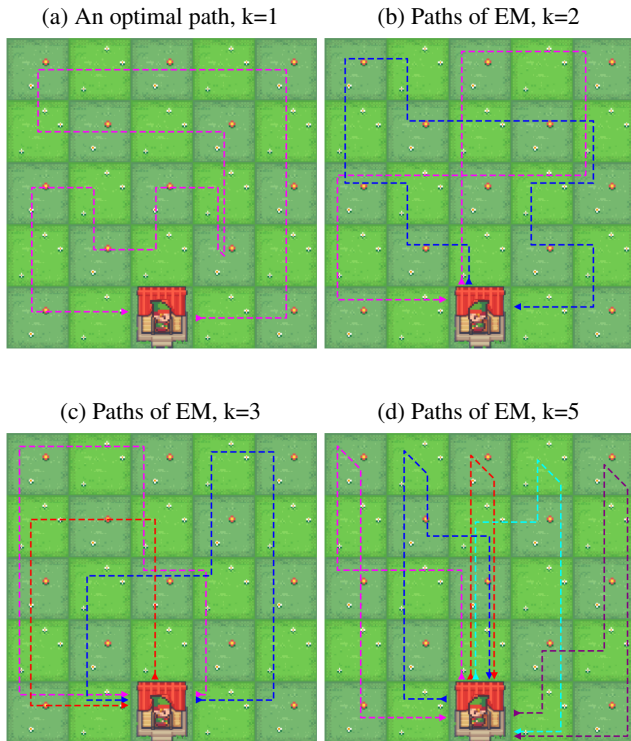 (a) An optimal path, k=1
(b) Paths of EM, k=2
(c) Paths of EM, k=3
(d) Paths of EM, k=5